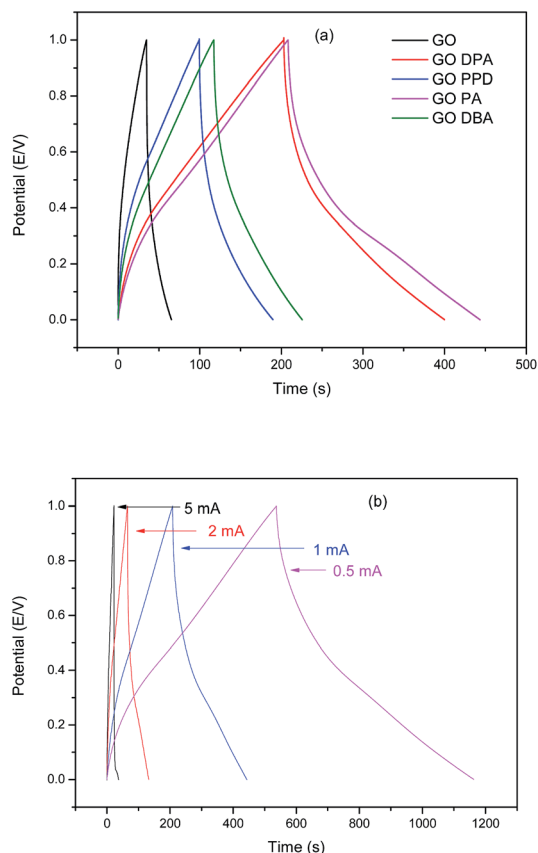 (a)
GO
GO DPA
GO PPD
GO PA
GO DBA
Potential (E/V)
1.0
0.8
0.6
0.4
0.2
0.0
0 100 200 300 400 500
Time (s)
(b)
5 mA
2 mA
1 mA
0.5 mA
Potential (E/V)
1.0
0.8
0.6
0.4
0.2
0.0
0 200 400 600 800 1000 1200
Time (s)